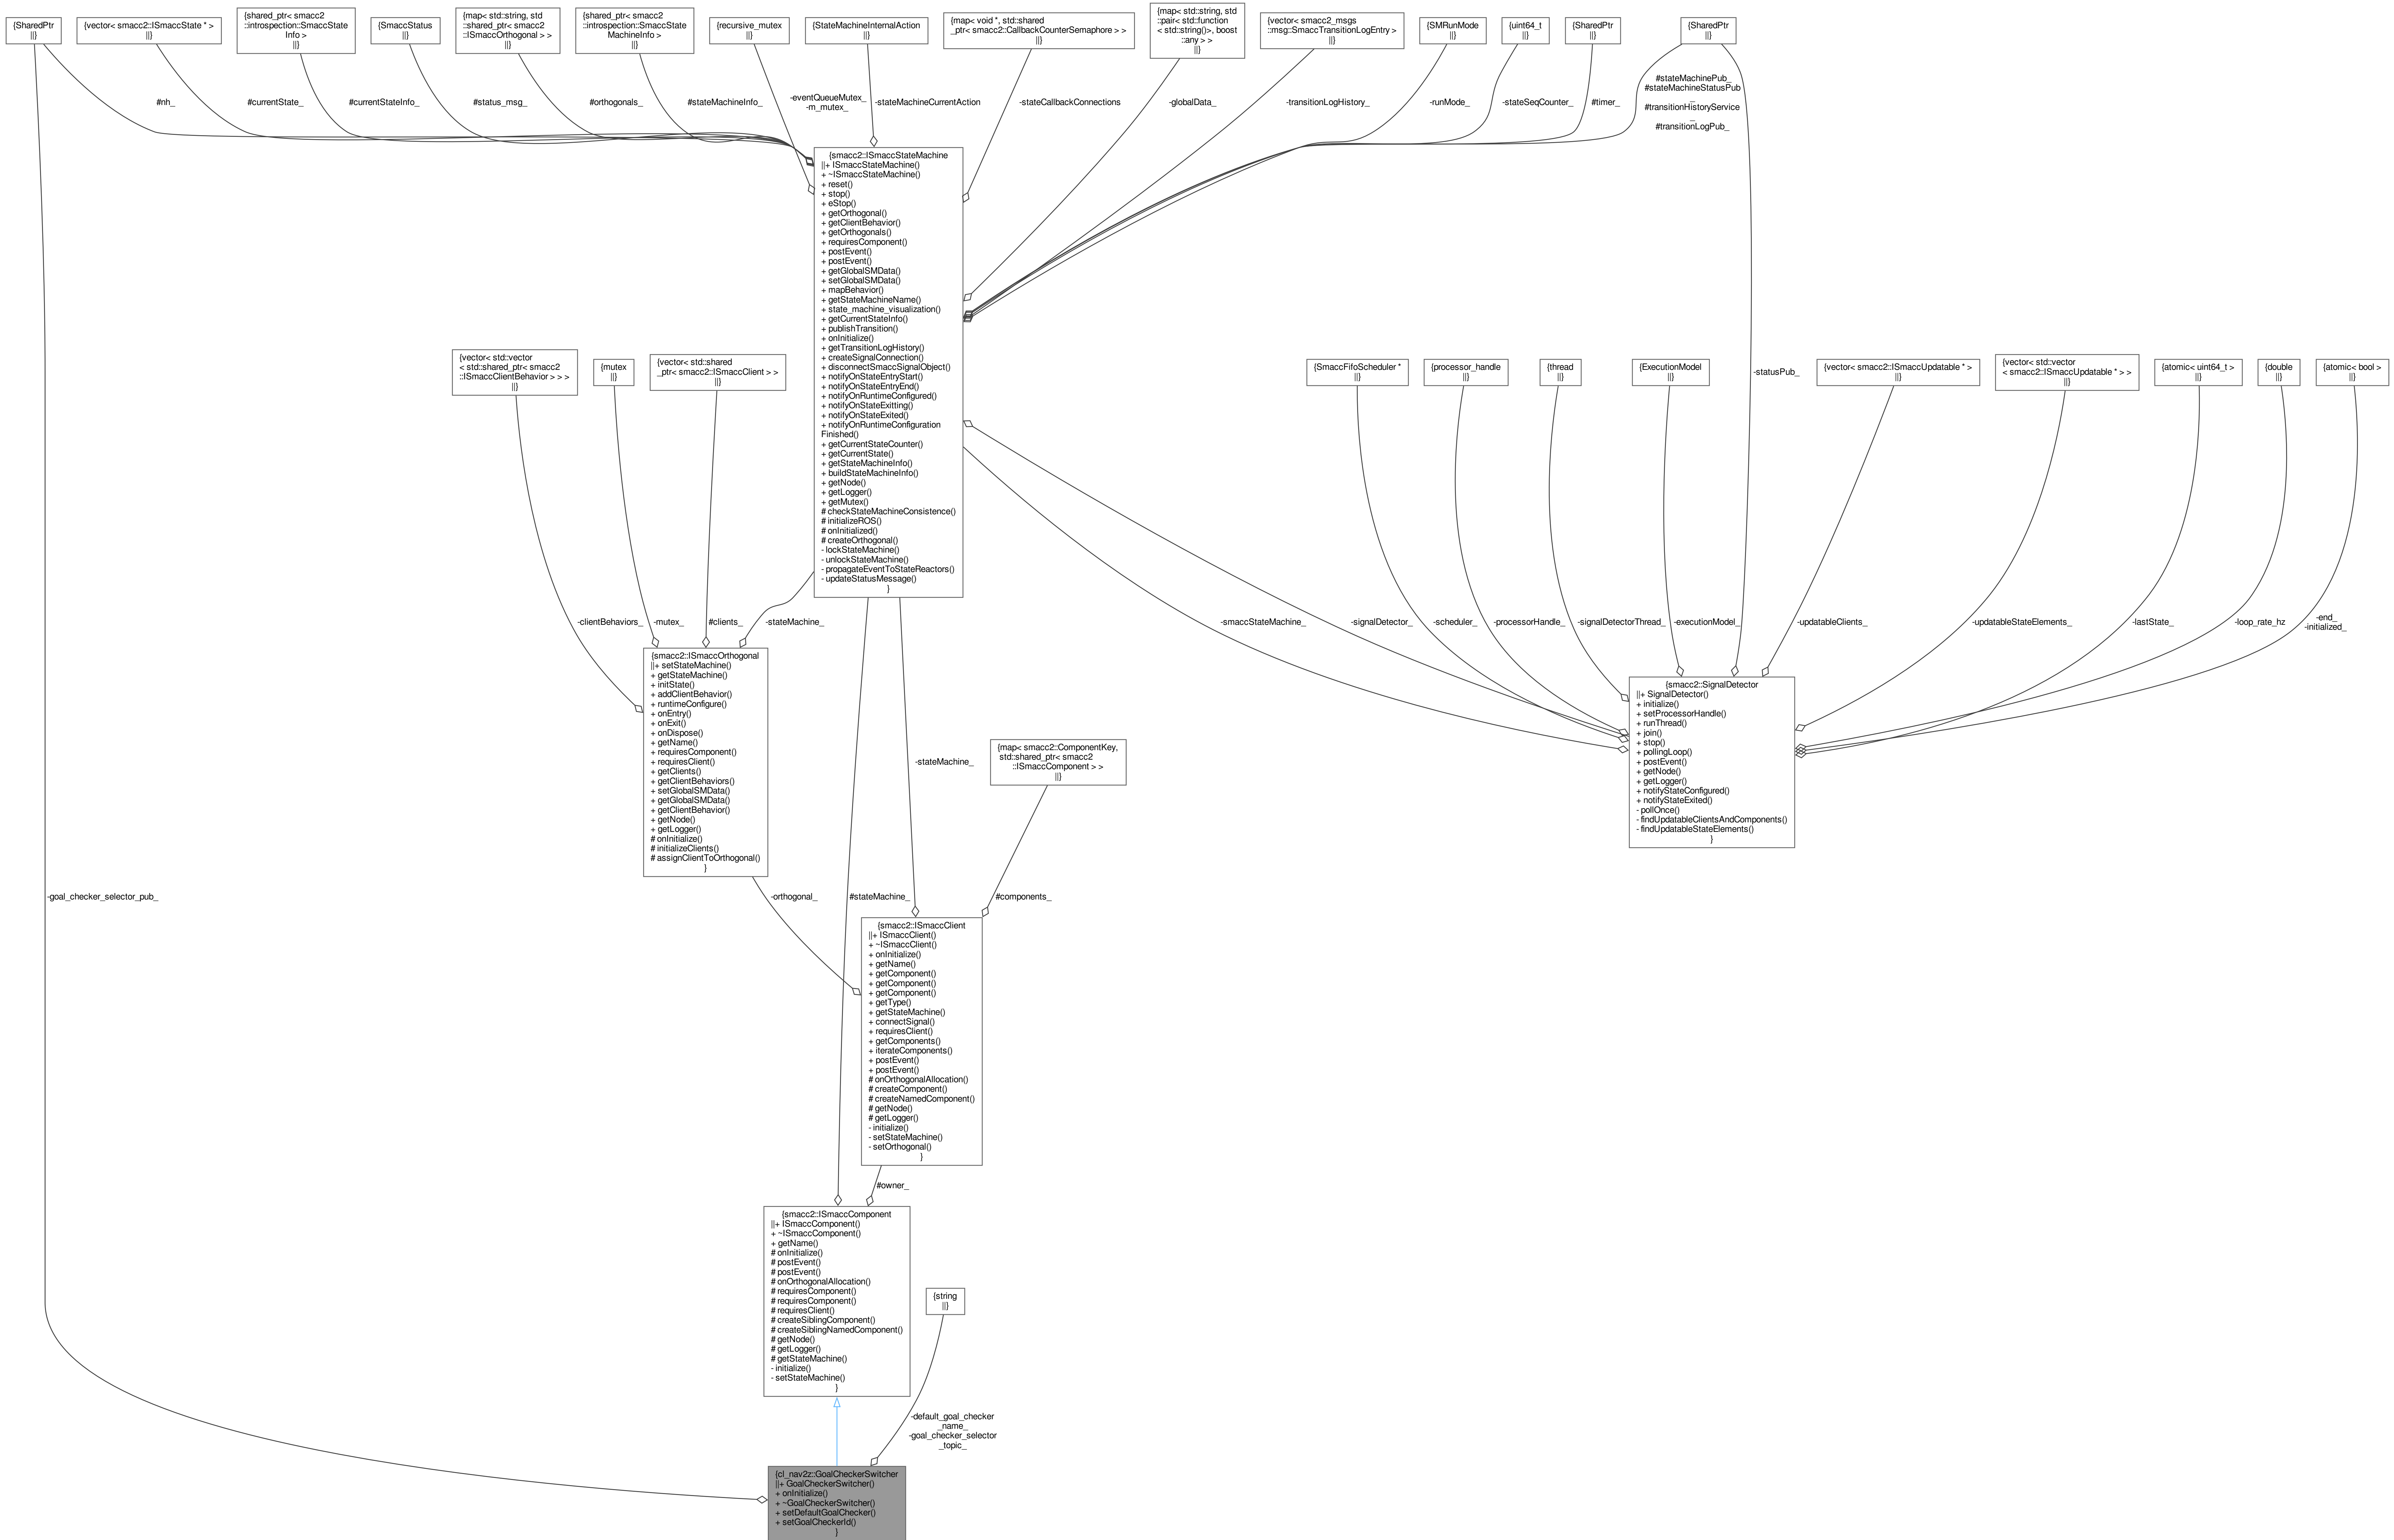 {SharedPtr
||}
{vector< smacc2::ISmaccState * >
||}
{shared_ptr< smacc2
::introspection::SmaccState
Info >
||}
{SmaccStatus
||}
{map< std::string, std
::shared_ptr< smacc2
::ISmaccOrthogonal > >
||}
{shared_ptr< smacc2
::introspection::SmaccState
MachineInfo >
||}
{recursive_mutex
||}
{StateMachineInternalAction
||}
{map< void *, std::shared
_ptr< smacc2::CallbackCounterSemaphore > >
||}
{map< std::string, std
::pair< std::function
< std::string()>, boost
::any > >
||}
{vector< smacc2_msgs
::msg::SmaccTransitionLogEntry >
||}
{SMRunMode
||}
{uint64_t
||}
{SharedPtr
||}
{SharedPtr
||}
#nh_
#currentState_
#currentStateInfo_
#status_msg_
#orthogonals_
#stateMachineInfo_
-eventQueueMutex_
-m_mutex_
-stateMachineCurrentAction
-stateCallbackConnections
-globalData_
-transitionLogHistory_
-runMode_
-stateSeqCounter_
#timer_
#stateMachinePub_
#stateMachineStatusPub
_
#transitionHistoryService
_
#transitionLogPub_
{smacc2::ISmaccStateMachine
||+ ISmaccStateMachine()
+ ~ISmaccStateMachine()
+ reset()
+ stop()
+ eStop()
+ getOrthogonal()
+ getClientBehavior()
+ getOrthogonals()
+ requiresComponent()
+ postEvent()
+ postEvent()
+ getGlobalSMData()
+ setGlobalSMData()
+ mapBehavior()
+ getStateMachineName()
+ state_machine_visualization()
+ getCurrentStateInfo()
+ publishTransition()
+ onInitialize()
+ getTransitionLogHistory()
+ createSignalConnection()
+ disconnectSmaccSignalObject()
+ notifyOnStateEntryStart()
+ notifyOnStateEntryEnd()
+ notifyOnRuntimeConfigured()
+ notifyOnStateExitting()
+ notifyOnStateExited()
+ notifyOnRuntimeConfiguration
Finished()
+ getCurrentStateCounter()
+ getCurrentState()
+ getStateMachineInfo()
+ buildStateMachineInfo()
+ getNode()
+ getLogger()
+ getMutex()
# checkStateMachineConsistence()
# initializeROS()
# onInitialized()
# createOrthogonal()
- lockStateMachine()
- unlockStateMachine()
- propagateEventToStateReactors()
- updateStatusMessage()
}
{vector< std::vector
< std::shared_ptr< smacc2
::ISmaccClientBehavior > > >
||}
{mutex
||}
{vector< std::shared
_ptr< smacc2::ISmaccClient > >
||}
{SmaccFifoScheduler *
||}
{processor_handle
||}
{thread
||}
{ExecutionModel
||}
-statusPub_
{vector< smacc2::ISmaccUpdatable * >
||}
{vector< std::vector
< smacc2::ISmaccUpdatable * > >
||}
{atomic< uint64_t >
||}
{double
||}
{atomic< bool >
||}
-clientBehaviors_
-mutex_
#clients_
-stateMachine_
-smaccStateMachine_
-signalDetector_
-scheduler_
-processorHandle_
-signalDetectorThread_
-executionModel_
-updatableClients_
-updatableStateElements_
-lastState_
-loop_rate_hz
-end_
-initialized_
{smacc2::ISmaccOrthogonal
||+ setStateMachine()
+ getStateMachine()
+ initState()
+ addClientBehavior()
+ runtimeConfigure()
+ onEntry()
+ onExit()
+ onDispose()
+ getName()
+ requiresComponent()
+ requiresClient()
+ getClients()
+ getClientBehaviors()
+ setGlobalSMData()
+ getGlobalSMData()
+ getClientBehavior()
+ getNode()
+ getLogger()
# onInitialize()
# initializeClients()
# assignClientToOrthogonal()
}
{smacc2::SignalDetector
||+ SignalDetector()
+ initialize()
+ setProcessorHandle()
+ runThread()
+ join()
+ stop()
+ pollingLoop()
+ postEvent()
+ getNode()
+ getLogger()
+ notifyStateConfigured()
+ notifyStateExited()
- pollOnce()
- findUpdatableClientsAndComponents()
- findUpdatableStateElements()
}
-stateMachine_
{map< smacc2::ComponentKey,
std::shared_ptr< smacc2
::ISmaccComponent > >
||}
-goal_checker_selector_pub_
-orthogonal_
#stateMachine_
#components_
{smacc2::ISmaccClient
||+ ISmaccClient()
+ ~ISmaccClient()
+ onInitialize()
+ getName()
+ getComponent()
+ getComponent()
+ getComponent()
+ getType()
+ getStateMachine()
+ connectSignal()
+ requiresClient()
+ getComponents()
+ iterateComponents()
+ postEvent()
+ postEvent()
# onOrthogonalAllocation()
# createComponent()
# createNamedComponent()
# getNode()
# getLogger()
- initialize()
- setStateMachine()
- setOrthogonal()
}
#owner_
{smacc2::ISmaccComponent
||+ ISmaccComponent()
+ ~ISmaccComponent()
+ getName()
# onInitialize()
# postEvent()
# postEvent()
# onOrthogonalAllocation()
# requiresComponent()
# requiresComponent()
# requiresClient()
# createSiblingComponent()
# createSiblingNamedComponent()
# getNode()
# getLogger()
# getStateMachine()
- initialize()
- setStateMachine()
}
{string
||}
-default_goal_checker
_name_
-goal_checker_selector
_topic_
{cl_nav2z::GoalCheckerSwitcher
||+ GoalCheckerSwitcher()
+ onInitialize()
+ ~GoalCheckerSwitcher()
+ setDefaultGoalChecker()
+ setGoalCheckerId()
}